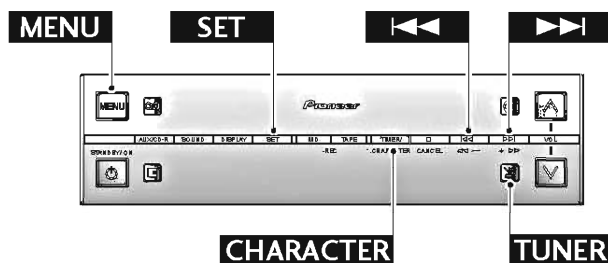 MENU SET ⏮ ⏭
MENU Pioneer
AUX/CD-R SOUND DISPLAY SET MD TAPE TIMER/ □ ⏮ ⏭ VOL
STANDBY/ON -REC CANCEL
CHARACTER TUNER